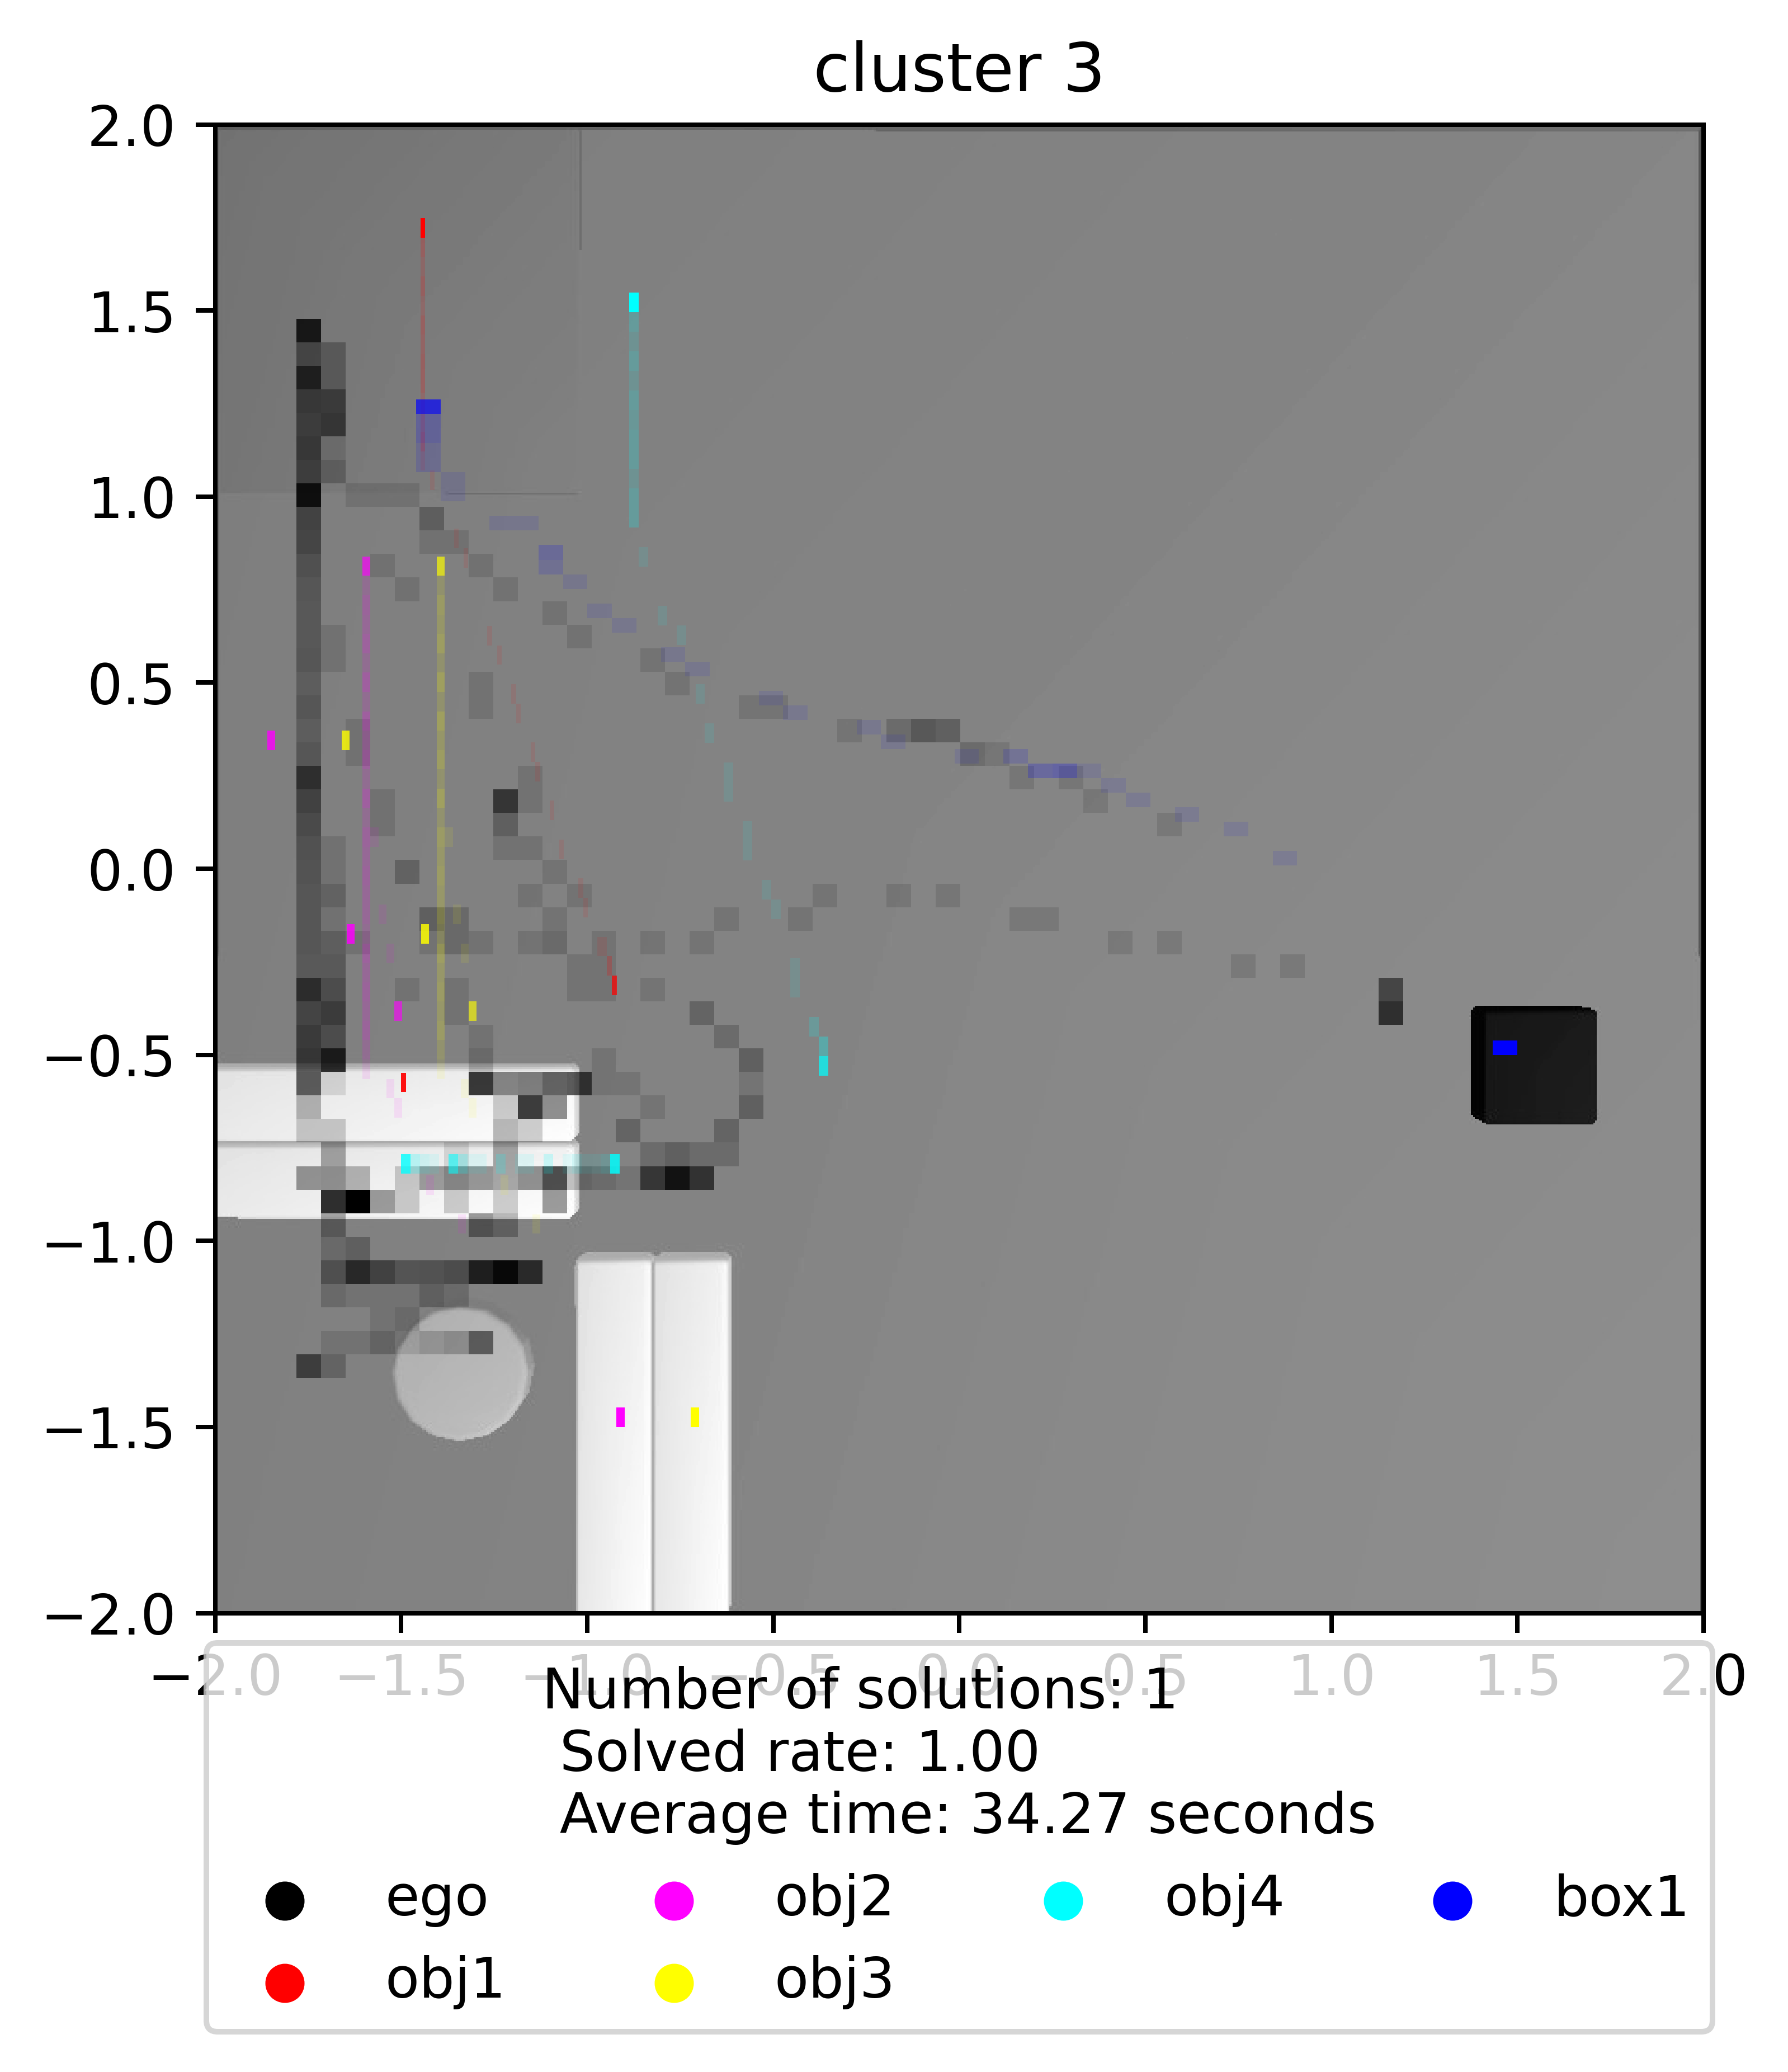 cluster 3
2.0
1.5
1.0
0.5
0.0
−0.5
−1.0
−1.5
−2.0
−2.0 −1.5 −1.0 −0.5 0.0 0.5 1.0 1.5 2.0
Number of solutions: 1
Solved rate: 1.00
Average time: 34.27 seconds
ego obj2 obj4 box1
obj1 obj3